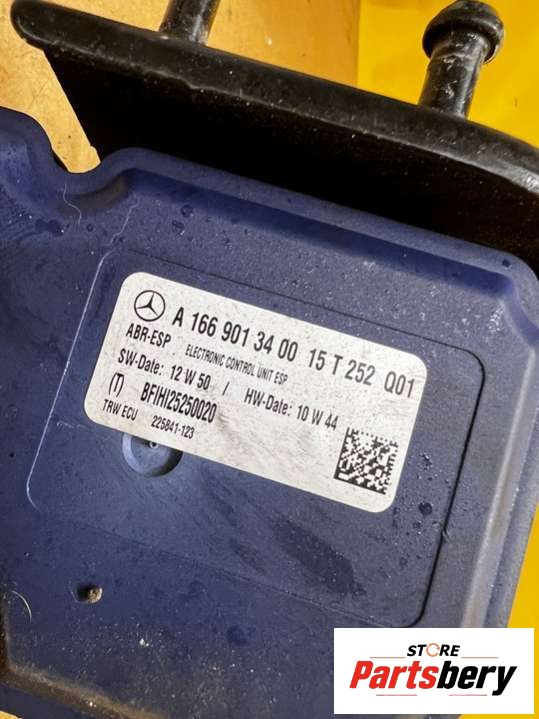 A 166 901 34 00 15 T 252 Q01
ABR-ESP ELECTRONIC CONTROL UNIT ESP
SW-Date: 12 W 50 / HW-Date: 10 W 44
(T) BFIHI25250020
TRW ECU 225841-123
STORE
Partsbery